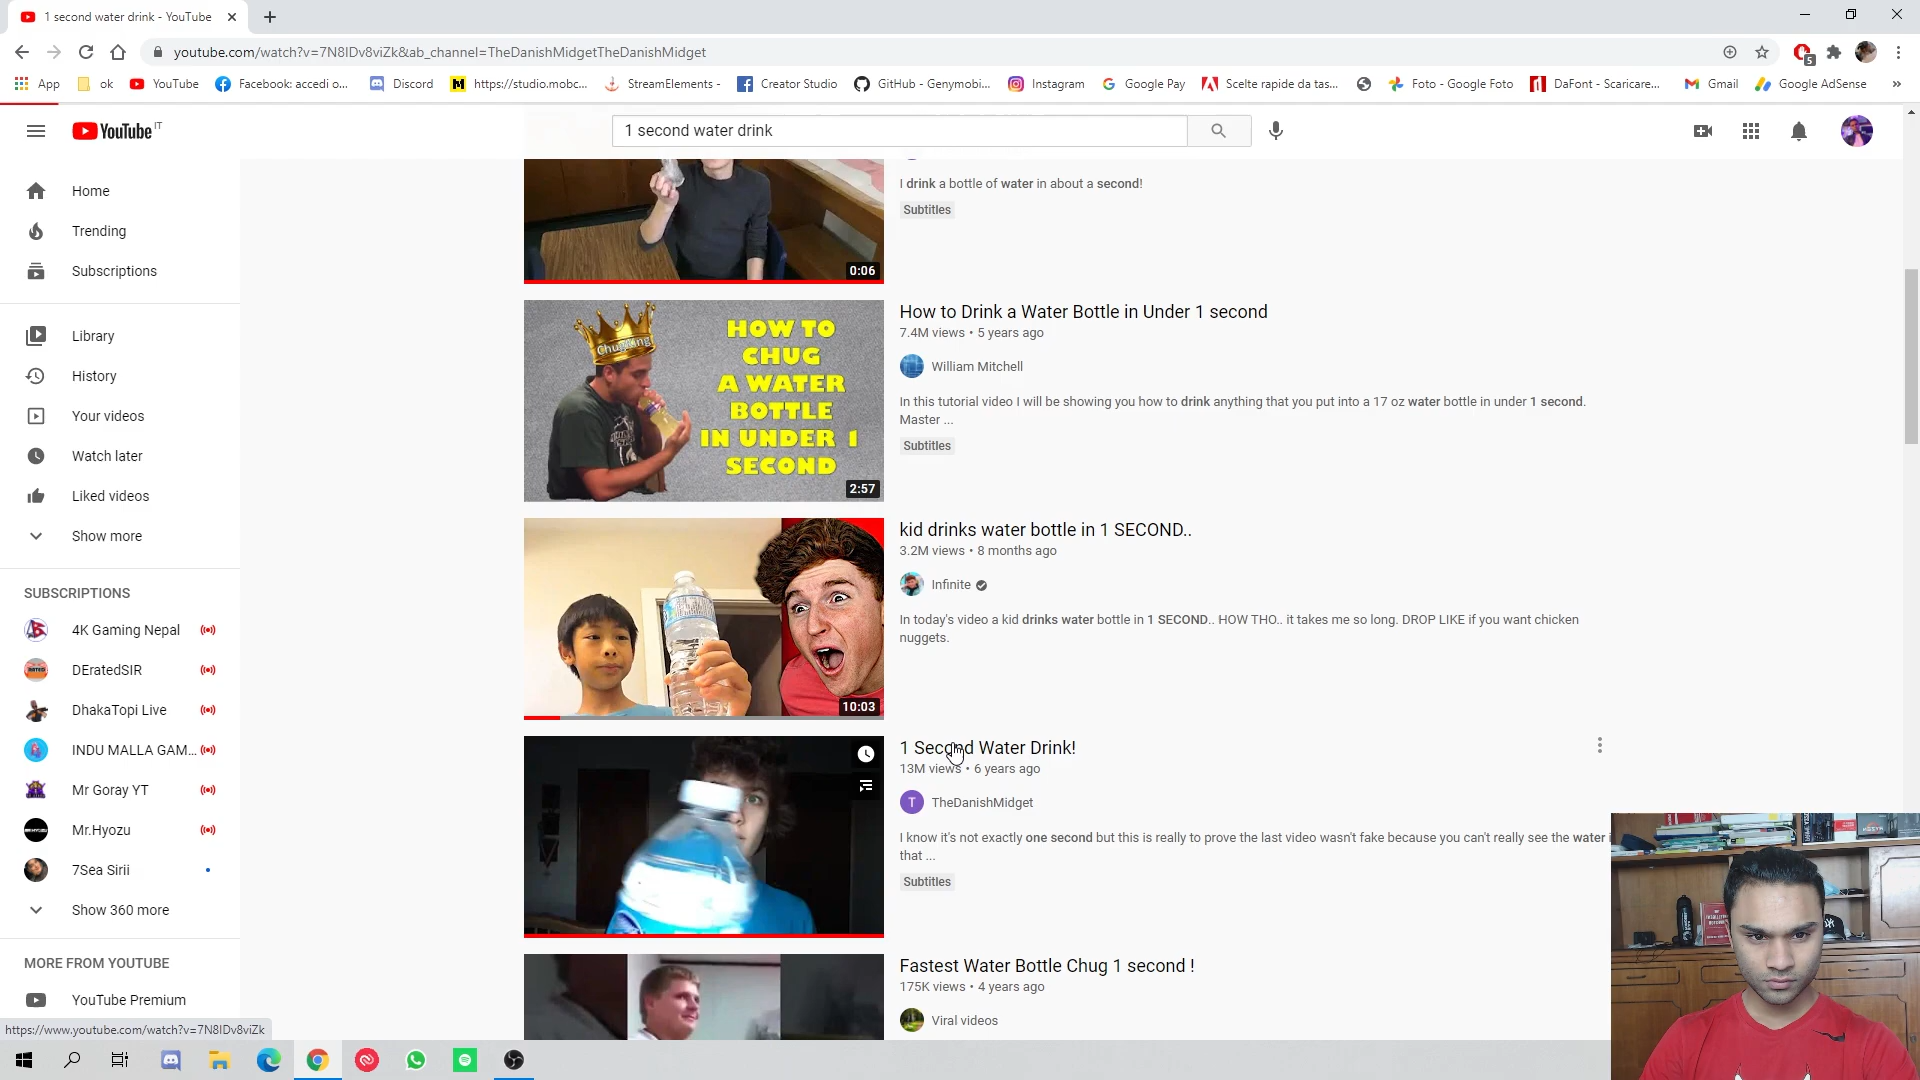 1 second water drink - YouTube
youtube.com/watch?v=7N8IDv8viZk&ab_channel=TheDanishMidgetTheDanishMidget
5
App
ok
YouTube
Facebook: accedi o...
Discord
https://studio.mobc...
StreamElements -
Creator Studio
GitHub - Genymobi...
Instagram
Google Pay
Scelte rapide da tas...
Foto - Google Foto
DaFont - Scaricare...
Gmail
Google AdSense
»
YouTube IT
1 second water drink
Home
Trending
Subscriptions
Library
History
Your videos
Watch later
Liked videos
Show more
SUBSCRIPTIONS
4K Gaming Nepal
DEratedSIR
DhakaTopi Live
INDU MALLA GAM...
Mr Goray YT
Mr.Hyozu
7Sea Sirii
Show 360 more
MORE FROM YOUTUBE
YouTube Premium
https://www.youtube.com/watch?v=7N8IDv8viZk
0:06
I drink a bottle of water in about a second!
Subtitles
ChugKing
HOW TO
CHUG
A WATER
BOTTLE
IN UNDER 1
SECOND
2:57
How to Drink a Water Bottle in Under 1 second
7.4M views • 5 years ago
William Mitchell
In this tutorial video I will be showing you how to drink anything that you put into a 17 oz water bottle in under 1 second.
Master ...
Subtitles
10:03
kid drinks water bottle in 1 SECOND..
3.2M views • 8 months ago
Infinite
In today's video a kid drinks water bottle in 1 SECOND.. HOW THO.. it takes me so long. DROP LIKE if you want chicken
nuggets.
1 Second Water Drink!
13M views • 6 years ago
T
TheDanishMidget
I know it's not exactly one second but this is really to prove the last video wasn't fake because you can't really see the water
that ...
Subtitles
Fastest Water Bottle Chug 1 second !
175K views • 4 years ago
Viral videos